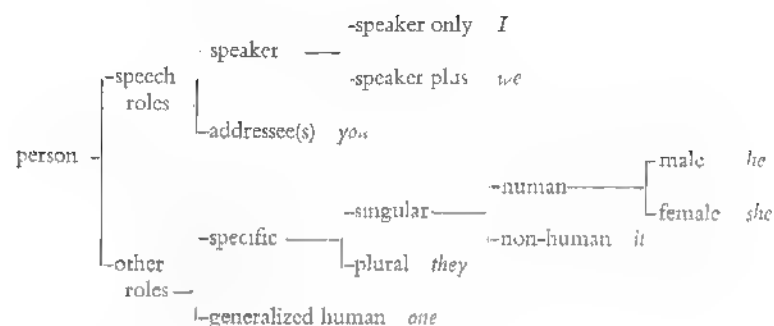 speaker only I
speaker
speech roles
speaker plus we
addressee(s) you
person
male he
human
female she
singular
specific
non-human it
other roles
plural they
generalized human one